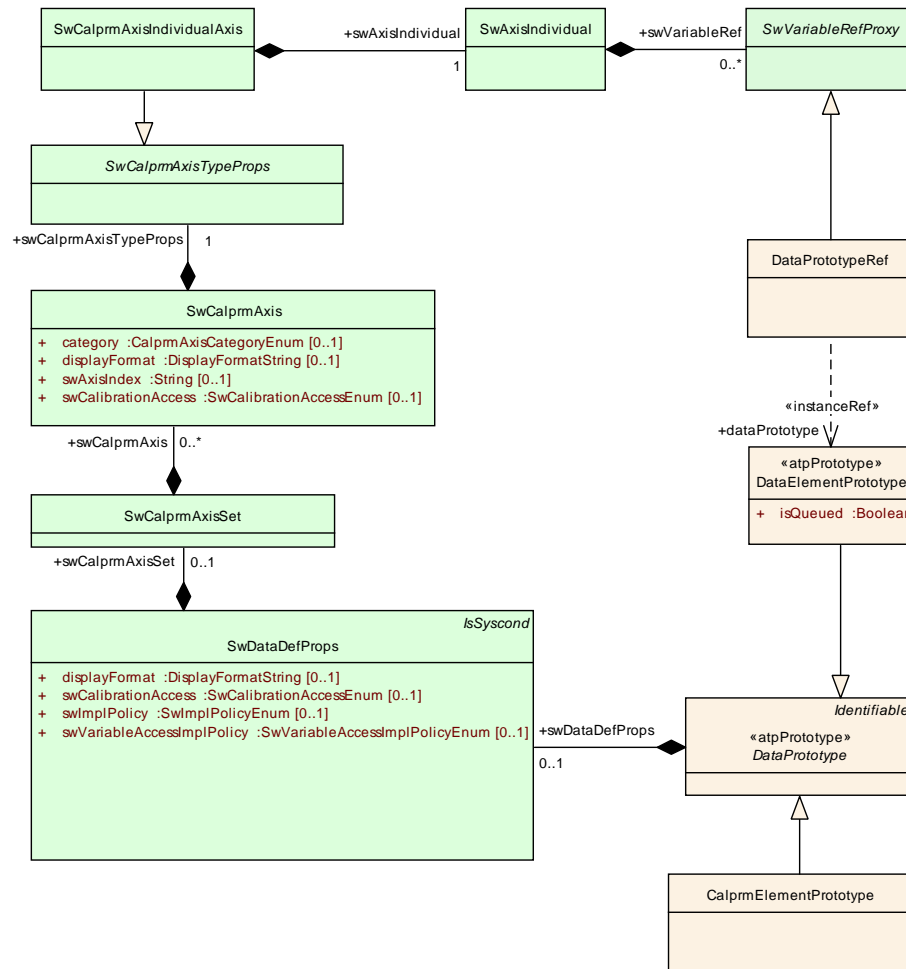 SwCalprmAxisIndividualAxis
+swAxisIndividual
1
SwAxisIndividual
+swVariableRef
0..*
SwVariableRefProxy
SwCalprmAxisTypeProps
+swCalprmAxisTypeProps
1
DataPrototypeRef
SwCalprmAxis
+ category :CalprmAxisCategoryEnum [0..1]
+ displayFormat :DisplayFormatString [0..1]
+ swAxisIndex :String [0..1]
+ swCalibrationAccess :SwCalibrationAccessEnum [0..1]
«instanceRef»
+dataPrototype
+swCalprmAxis
0..*
«atpPrototype»
DataElementPrototype
+ isQueued :Boolean
SwCalprmAxisSet
+swCalprmAxisSet
0..1
IsSyscond
SwDataDefProps
+ displayFormat :DisplayFormatString [0..1]
+ swCalibrationAccess :SwCalibrationAccessEnum [0..1]
+ swImplPolicy :SwImplPolicyEnum [0..1]
+ swVariableAccessImplPolicy :SwVariableAccessImplPolicyEnum [0..1]
+swDataDefProps
0..1
Identifiable
«atpPrototype»
DataPrototype
CalprmElementPrototype